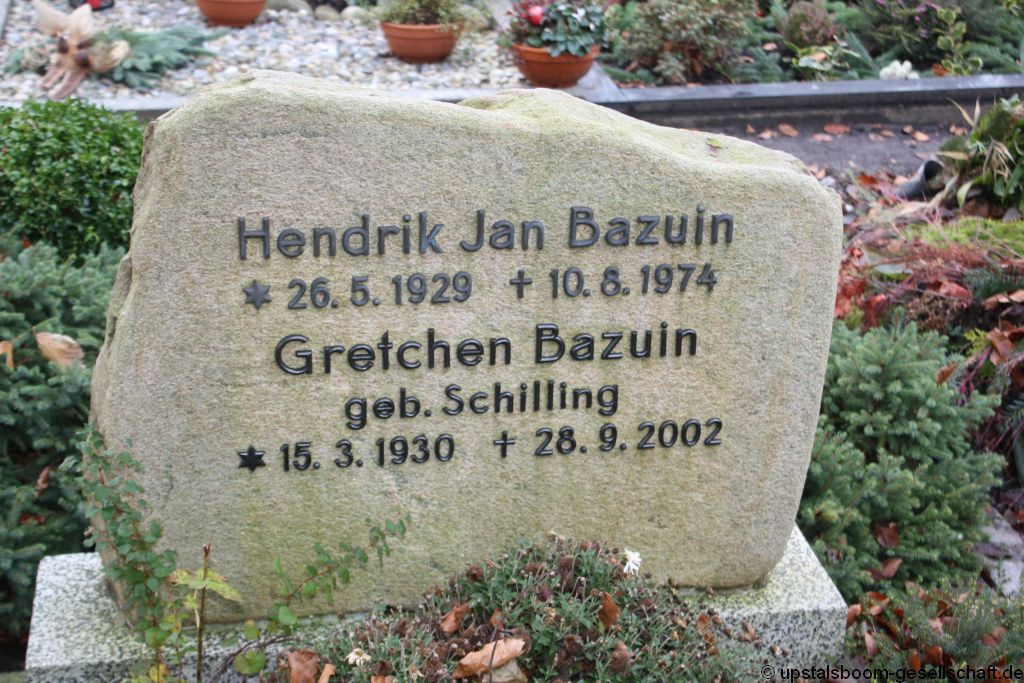 Hendrik Jan Bazuin
* 26. 5. 1929 † 10. 8. 1974
Gretchen Bazuin
geb. Schilling
* 15. 3. 1930 † 28. 9. 2002
© upstalsboom-gesellschaft.de